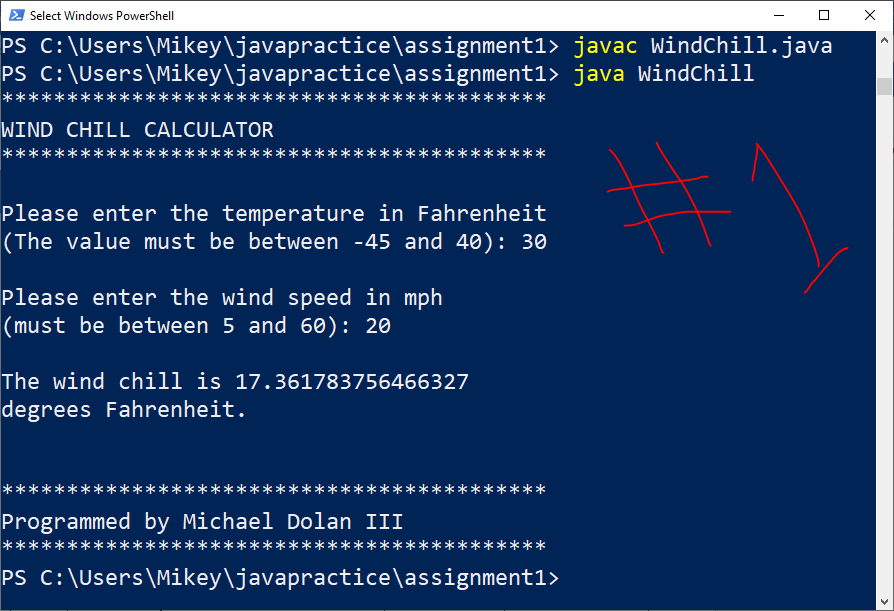 Select Windows PowerShell
PS C:\Users\Mikey\javapractice\assignment1> javac WindChill.java
PS C:\Users\Mikey\javapractice\assignment1> java WindChill
******************************************
WIND CHILL CALCULATOR
******************************************
#1
Please enter the temperature in Fahrenheit
(The value must be between -45 and 40): 30
Please enter the wind speed in mph
(must be between 5 and 60): 20
The wind chill is 17.361783756466327
degrees Fahrenheit.
******************************************
Programmed by Michael Dolan III
******************************************
PS C:\Users\Mikey\javapractice\assignment1>